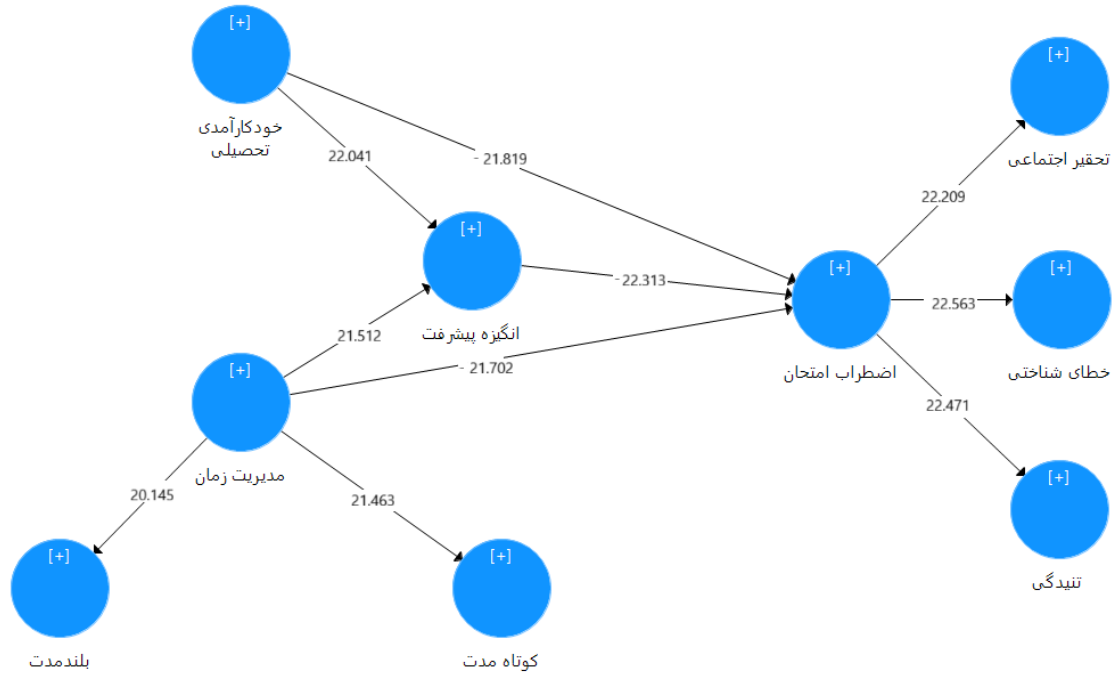 [+]
خودکارآمدی
تحصیلی
[+]
تحقیر اجتماعی
22.041
- 21.819
22.209
[+]
انگیزه پیشرفت
-22.313
[+]
اضطراب امتحان
22.563
[+]
خطای شناختی
21.512
- 21.702
[+]
مدیریت زمان
22.471
[+]
تنیدگی
20.145
21.463
[+]
بلندمدت
[+]
کوتاه مدت